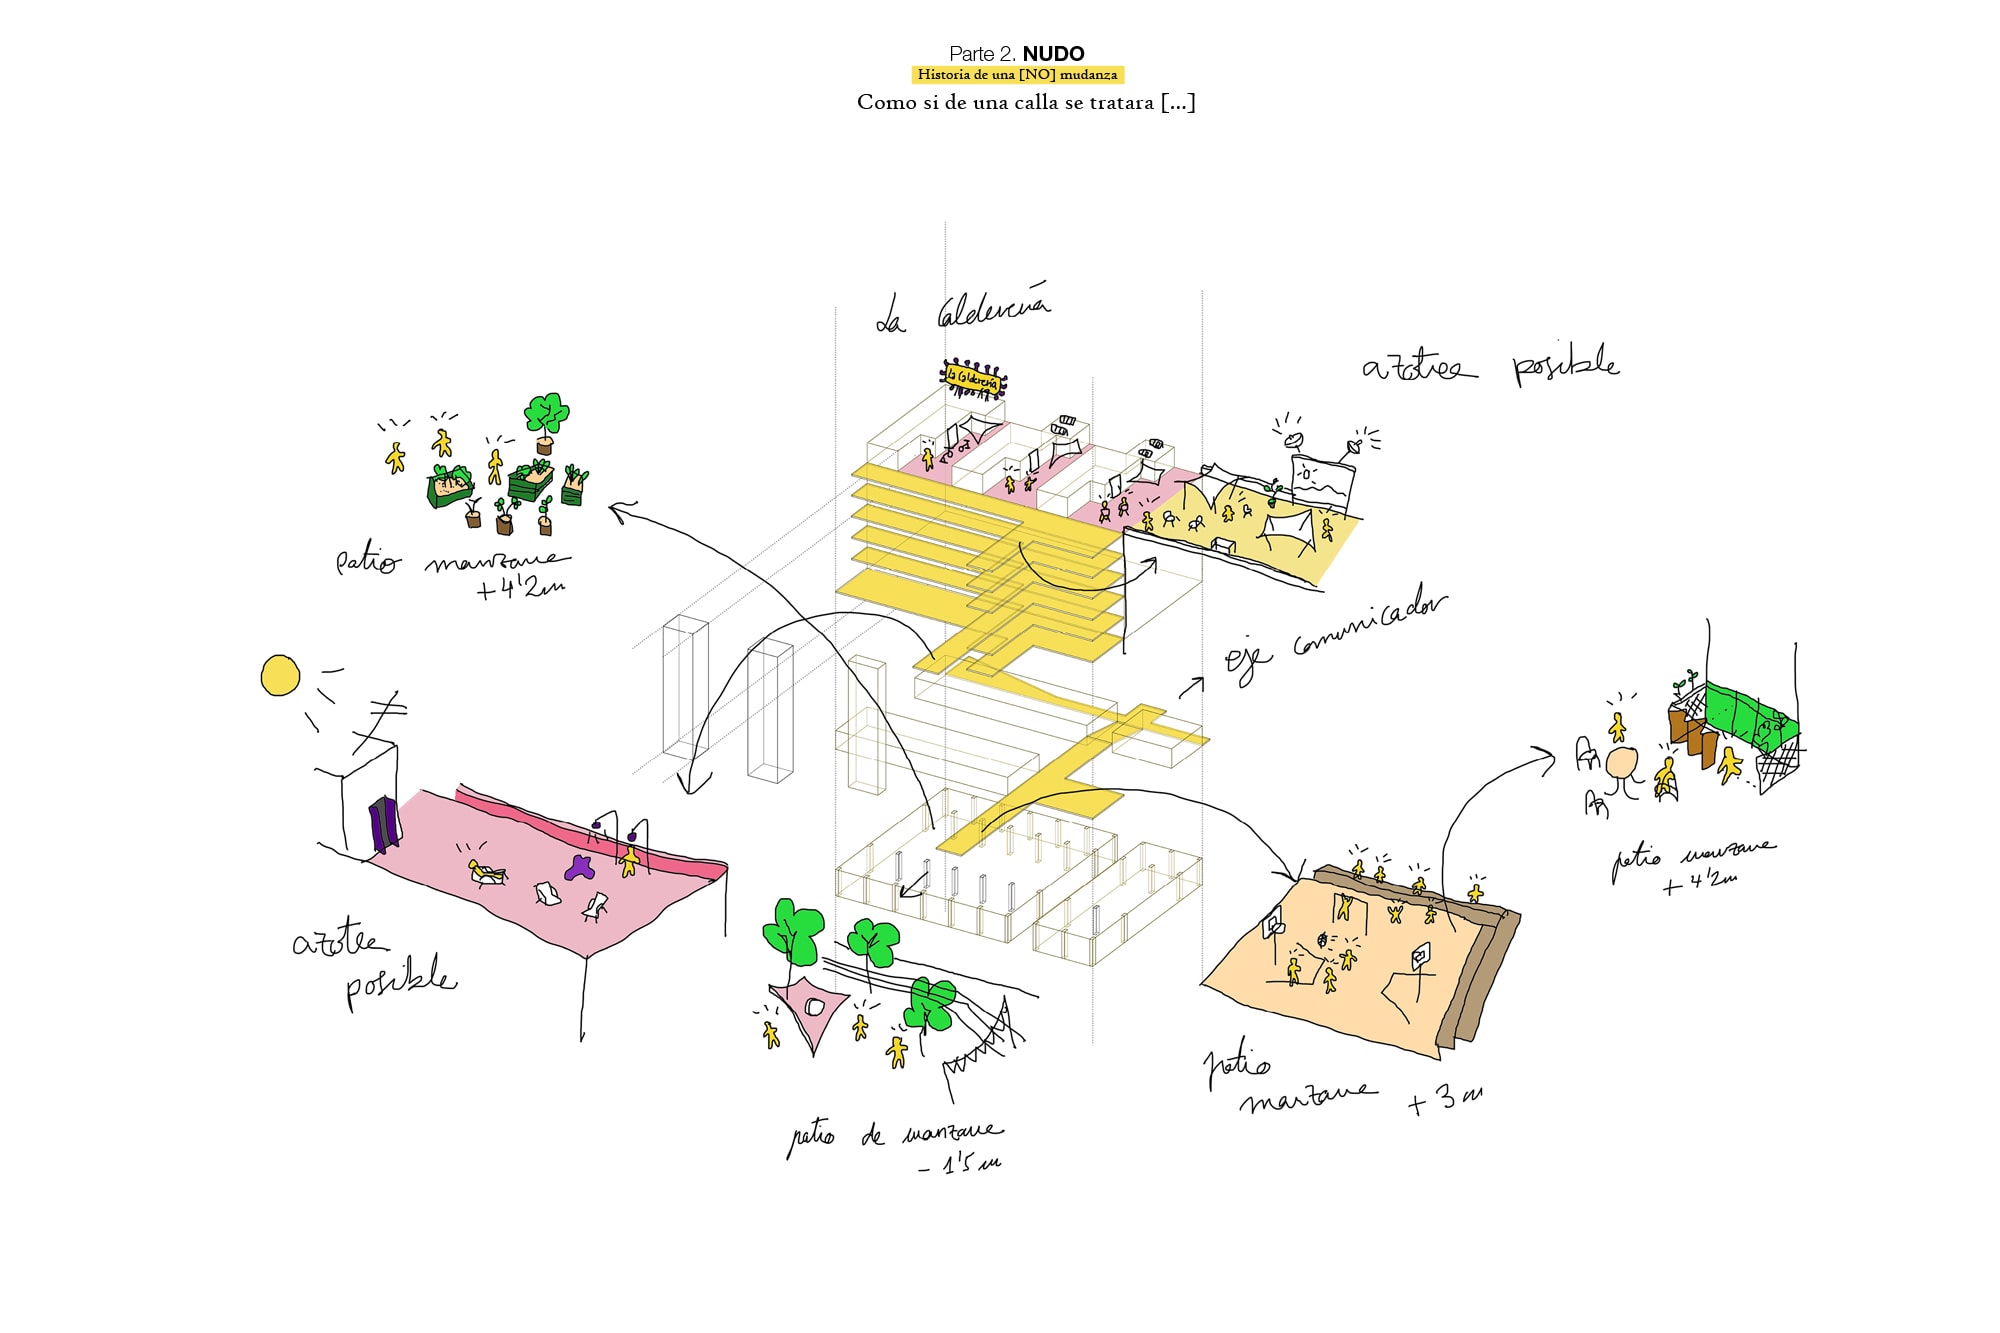 Parte 2. NUDO
Historia de una [NO] mudanza
Como si de una calla se tratara [...]
La Calderería
La Calderería
azotea posible
patio manzana
+ 4'2m
eje comunicador
azotea
posible
patio manzana
+ 4'2m
patio
manzana + 3m
patio de manzana
- 1'5m